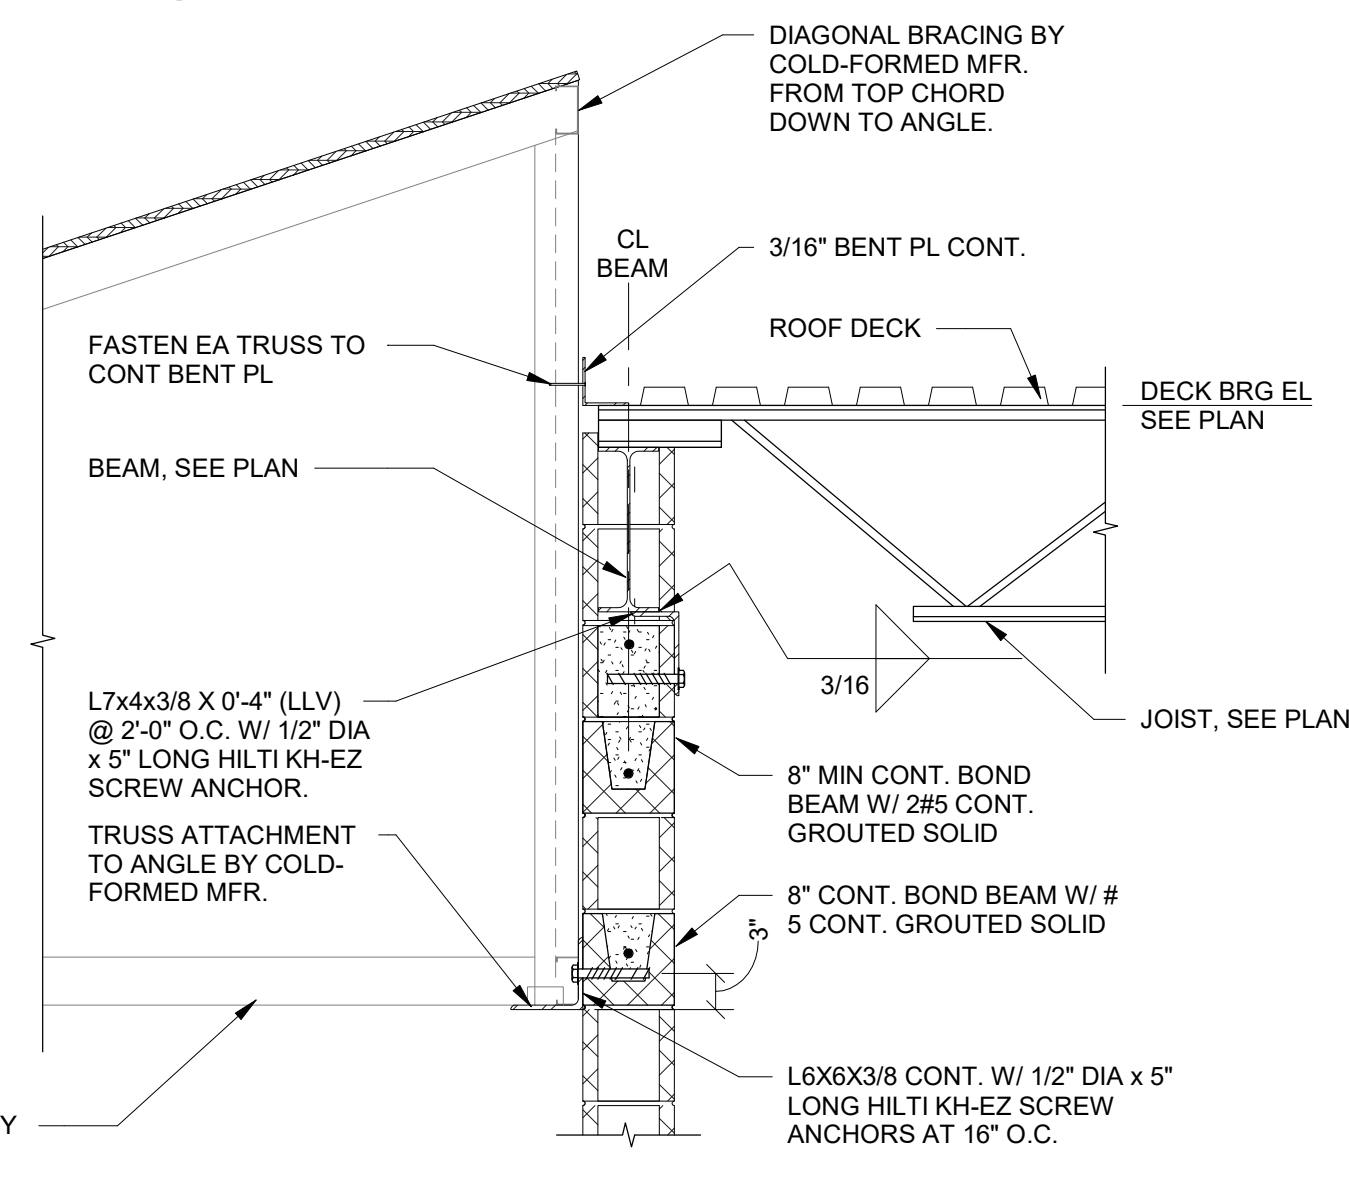 DIAGONAL BRACING BY
COLD-FORMED MFR.
FROM TOP CHORD
DOWN TO ANGLE.
CL
BEAM
3/16" BENT PL CONT.
ROOF DECK
FASTEN EA TRUSS TO
CONT BENT PL
DECK BRG EL
SEE PLAN
BEAM, SEE PLAN
3/16
L7x4x3/8 X 0'-4" (LLV)
@ 2'-0" O.C. W/ 1/2" DIA
x 5" LONG HILTI KH-EZ
SCREW ANCHOR.
JOIST, SEE PLAN
8" MIN CONT. BOND
BEAM W/ 2#5 CONT.
GROUTED SOLID
TRUSS ATTACHMENT
TO ANGLE BY COLD-
FORMED MFR.
8" CONT. BOND BEAM W/ #
5 CONT. GROUTED SOLID
3"
L6X6X3/8 CONT. W/ 1/2" DIA x 5"
LONG HILTI KH-EZ SCREW
ANCHORS AT 16" O.C.
Y